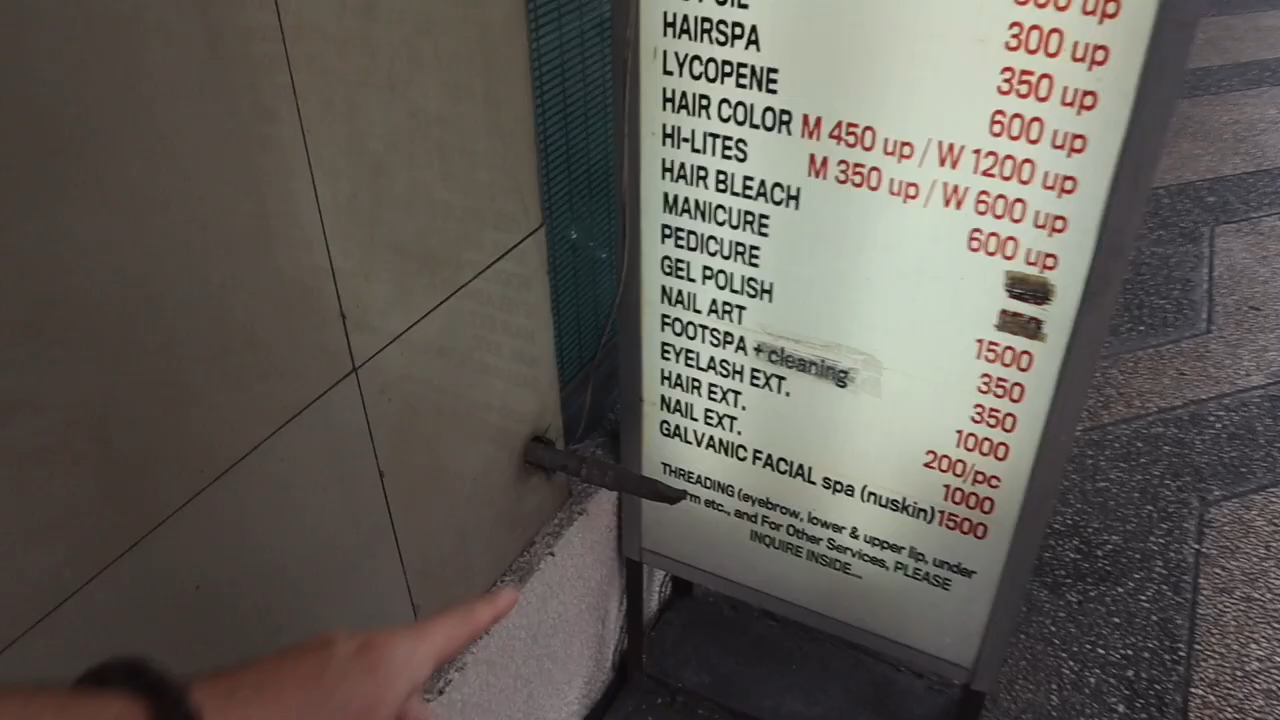 300 up
HAIRSPA 300 up
LYCOPENE 350 up
HAIR COLOR 600 up
HI-LITES M 450 up / W 1200 up
HAIR BLEACH M 350 up / W 600 up
MANICURE 600 up
PEDICURE
GEL POLISH
NAIL ART 1500
FOOTSPA + cleaning 350
EYELASH EXT. 350
HAIR EXT. 1000
NAIL EXT. 200/pc
GALVANIC FACIAL spa (nuskin) 1000
1500
THREADING (eyebrow, lower & upper lip, under
etc., and For Other Services, PLEASE
INQUIRE INSIDE...